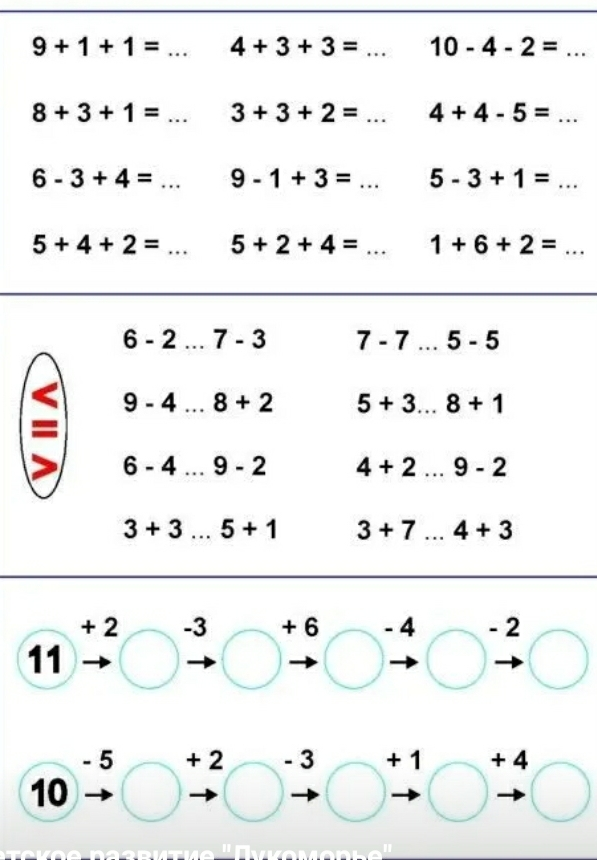 9 + 1 + 1 = ... 4 + 3 + 3 = ... 10 - 4 - 2 = ...
8 + 3 + 1 = ... 3 + 3 + 2 = ... 4 + 4 - 5 = ...
6 - 3 + 4 = ... 9 - 1 + 3 = ... 5 - 3 + 1 = ...
5 + 4 + 2 = ... 5 + 2 + 4 = ... 1 + 6 + 2 = ...
< = >
6 - 2 ... 7 - 3 7 - 7 ... 5 - 5
9 - 4 ... 8 + 2 5 + 3... 8 + 1
6 - 4 ... 9 - 2 4 + 2 ... 9 - 2
3 + 3 ... 5 + 1 3 + 7 ... 4 + 3
+ 2 -3 + 6 - 4 - 2
11 → → → → →
- 5 + 2 - 3 + 1 + 4
10 → → → → →
развитие "Лукоморье"